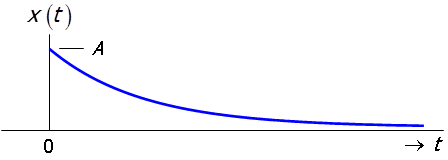 x(t)
A
0
→ t